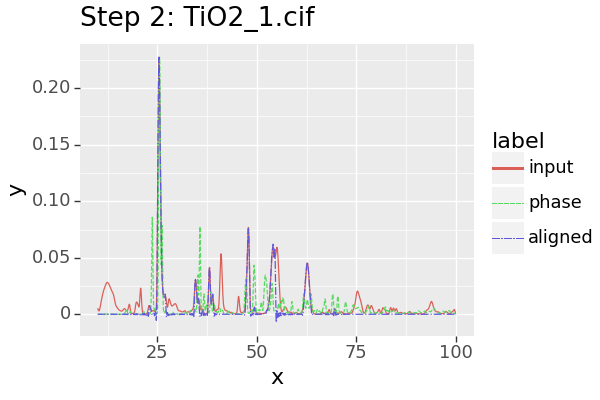 Step 2: TiO2_1.cif
label
input
phase
aligned
y
0.20
0.15
0.10
0.05
0
25
50
75
100
x